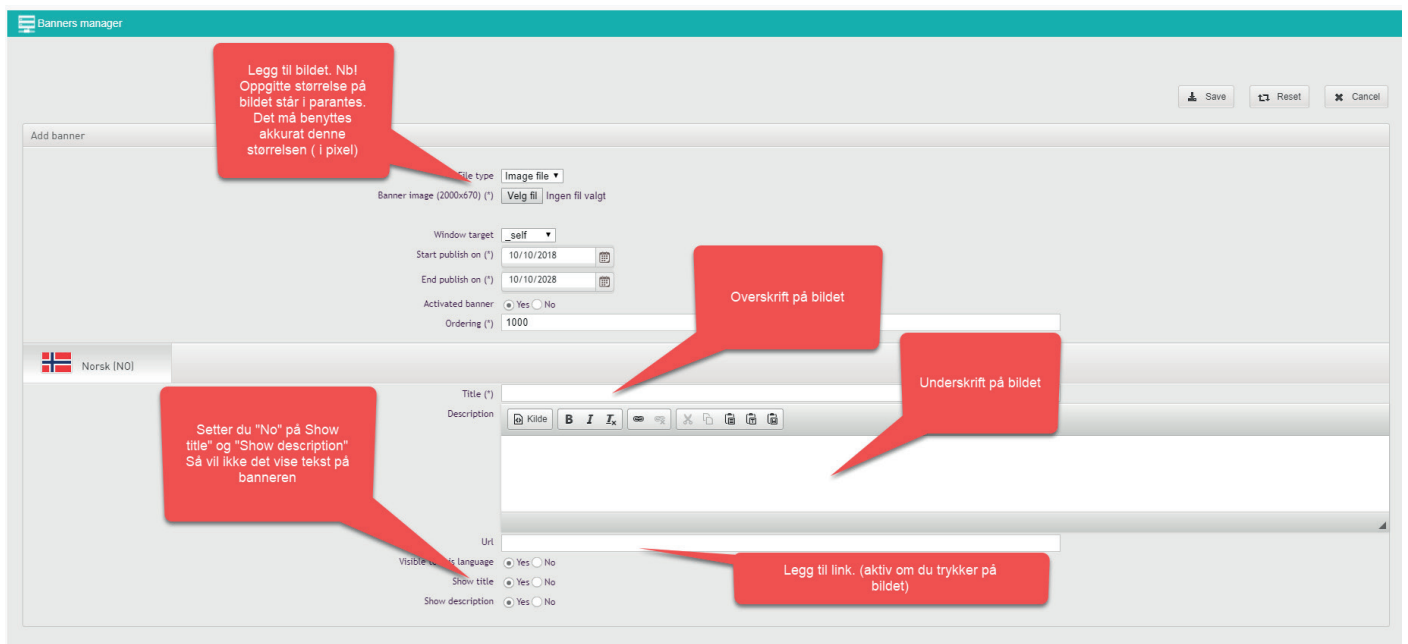 Banners manager
Legg til bildet. Nb!
Oppgitte størrelse på
bildet står i parantes.
Det må benyttes
akkurat denne
størrelsen ( i pixel)
Save
Reset
Cancel
Add banner
File type
Image file
Banner image (2000x670) (*)
Velg fil
Ingen fil valgt
Window target
_self
Start publish on (*)
10/10/2018
End publish on (*)
10/10/2028
Activated banner
Yes
No
Ordering (*)
1000
Overskrift på bildet
Norsk (NO)
Underskrift på bildet
Title (*)
Description
Kilde
B
I
Ix
Setter du "No" på Show
title" og "Show description"
Så vil ikke det vise tekst på
banneren
Url
Legg til link. (aktiv om du trykker på
bildet)
Visible
language
Yes
No
Show title
Yes
No
Show description
Yes
No